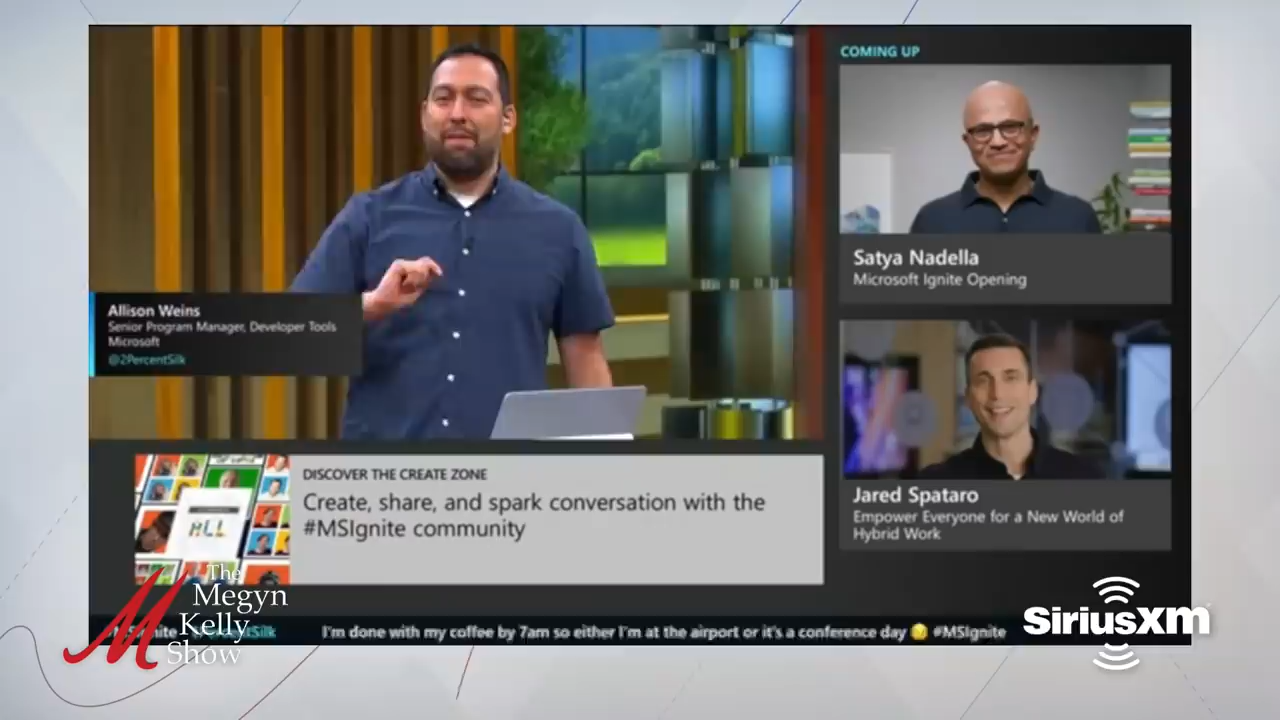 COMING UP
Satya Nadella
Microsoft Ignite Opening
Allison Weins
Senior Program Manager, Developer Tools
Microsoft
@2PercentSilk
Jared Spataro
Empower Everyone for a New World of
Hybrid Work
DISCOVER THE CREATE ZONE
Create, share, and spark conversation with the
#MSIgnite community
I'm done with my coffee by 7am so either I'm at the airport or it's a conference day #MSIgnite
The
Megyn
Kelly
Show
SiriusXm